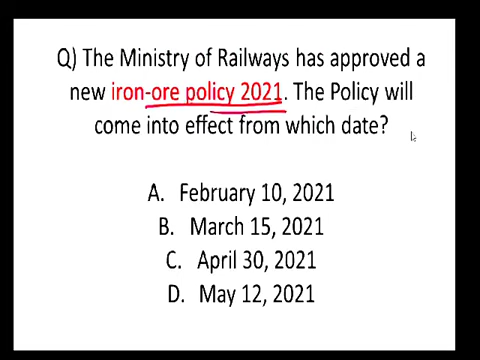 Q) The Ministry of Railways has approved a
new iron-ore policy 2021. The Policy will
come into effect from which date?
A. February 10, 2021
B. March 15, 2021
C. April 30, 2021
D. May 12, 2021